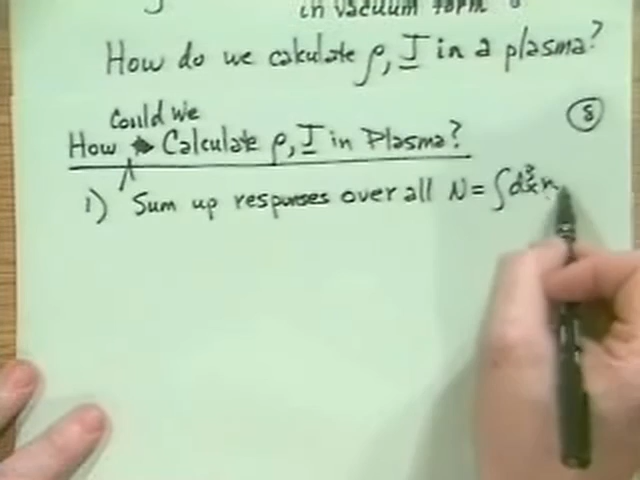 in vacuum form
How do we calculate ρ, J in a plasma?
8
Could We
How Calculate ρ, J in Plasma?
1) Sum up responses over all N = ∫d³x n